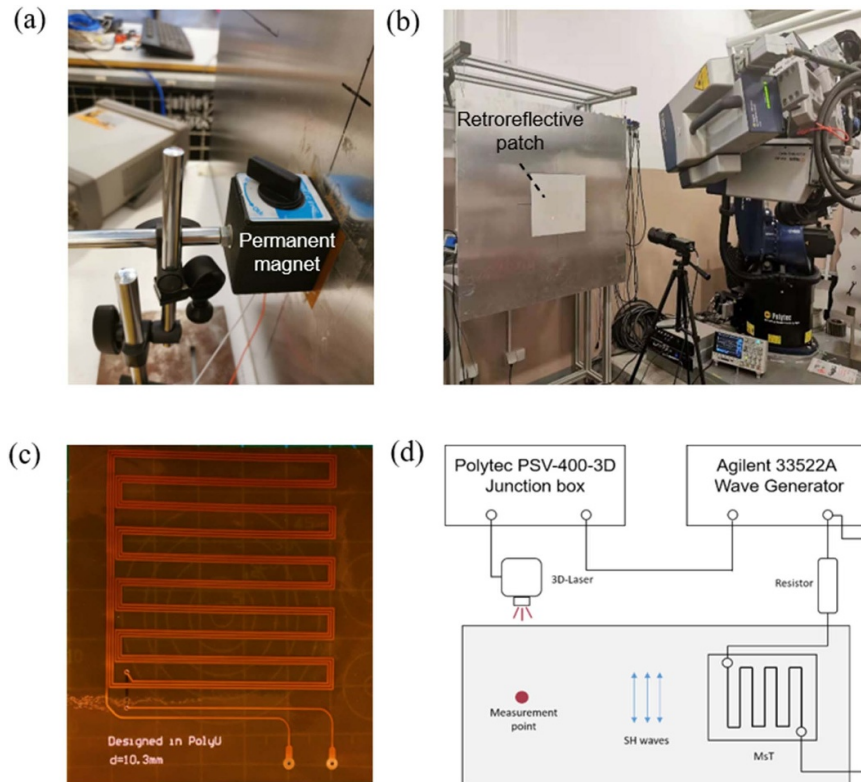 (a)
Permanent
magnet
(b)
Retroreflective
patch
Polytec
(c)
Designed in PolyU
d=10.3mm
(d)
Polytec PSV-400-3D
Junction box
Agilent 33522A
Wave Generator
3D-Laser
Resistor
Measurement
point
SH waves
MsT